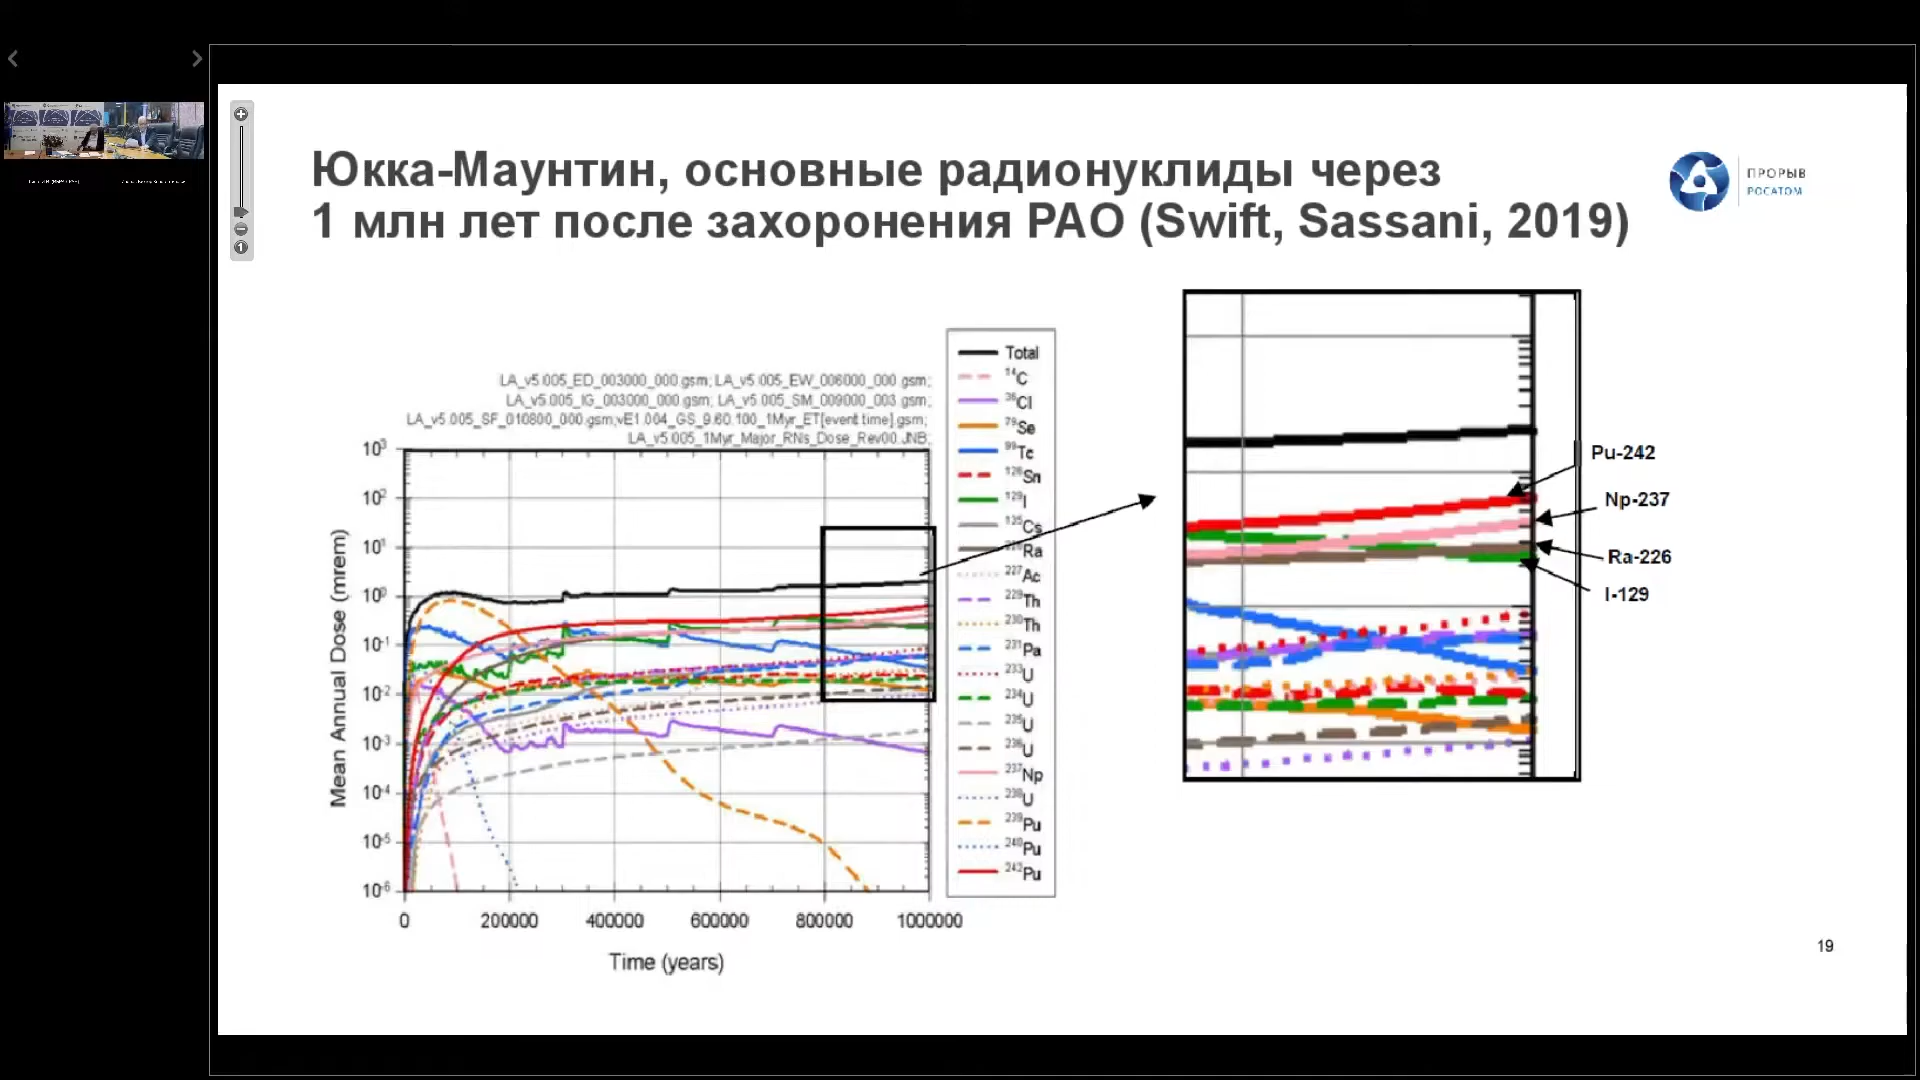 Юкка-Маунтин, основные радионуклиды через
1 млн лет после захоронения РАО (Swift, Sassani, 2019)
ПРОРЫВ
РОСАТОМ
1
LA_v5.005_ED_003000_000.gsm; LA_v5.005_EW_006000_000.gsm;
LA_v5.005_IG_003000_000.gsm; LA_v5.005_SM_009000_003.gsm;
LA_v5.005_SF_010800_000.gsm;vE1.004_GS_9.60.100_1Myr_ET[event time].gsm;
LA_v5.005_1Myr_Major_RNs_Dose_Rev00.JNB;
Mean Annual Dose (mrem)
10³
10²
10¹
10⁰
10⁻¹
10⁻²
10⁻³
10⁻⁴
10⁻⁵
10⁻⁶
0 200000 400000 600000 800000 1000000
Time (years)
Total
¹⁴C
³⁶Cl
⁷⁹Se
⁹⁹Tc
¹²⁶Sn
¹²⁹I
¹³⁵Cs
Ra
²²⁷Ac
²²⁹Th
²³⁰Th
²³¹Pa
²³³U
²³⁴U
²³⁵U
²³⁶U
²³⁷Np
²³⁸U
²³⁹Pu
²⁴⁰Pu
²⁴²Pu
Pu-242
Np-237
Ra-226
I-129
19